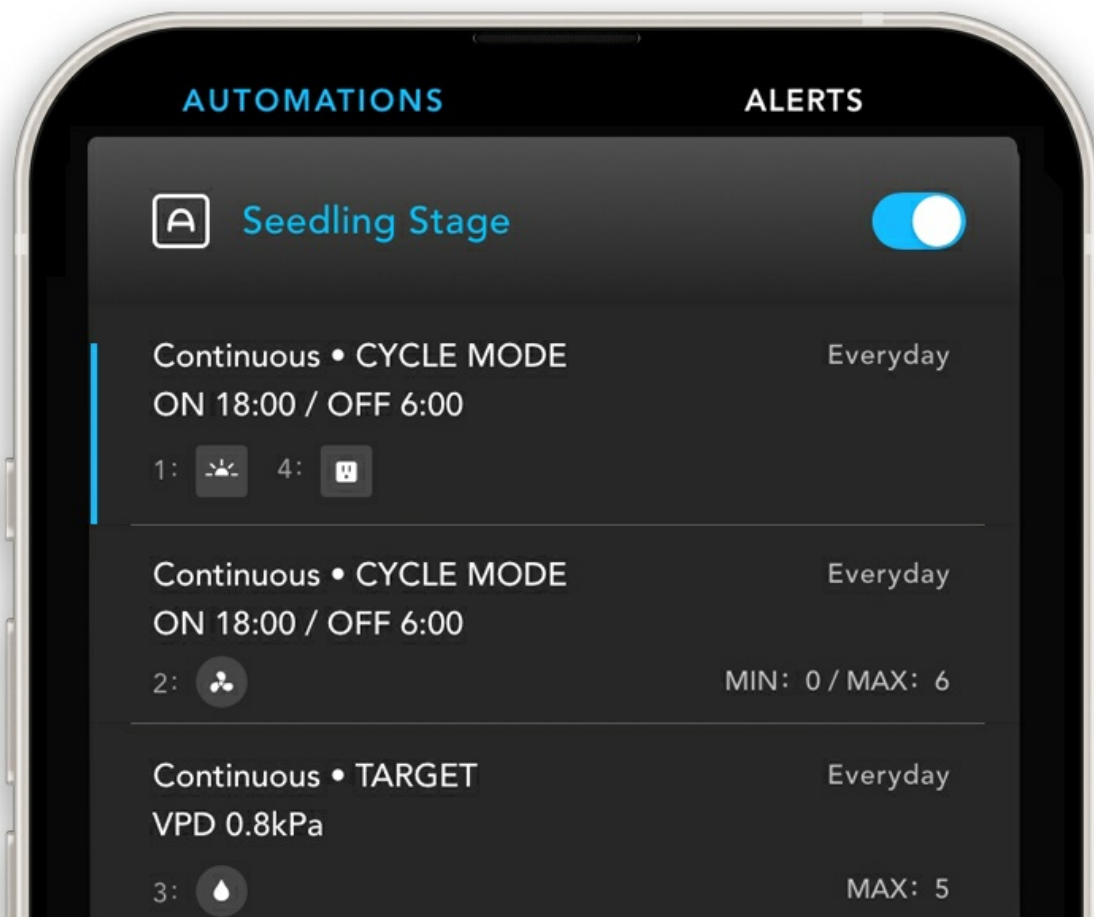 AUTOMATIONS ALERTS
A Seedling Stage
Continuous • CYCLE MODE Everyday
ON 18:00 / OFF 6:00
1: 4:
Continuous • CYCLE MODE Everyday
ON 18:00 / OFF 6:00
2: MIN: 0 / MAX: 6
Continuous • TARGET Everyday
VPD 0.8kPa
3: MAX: 5